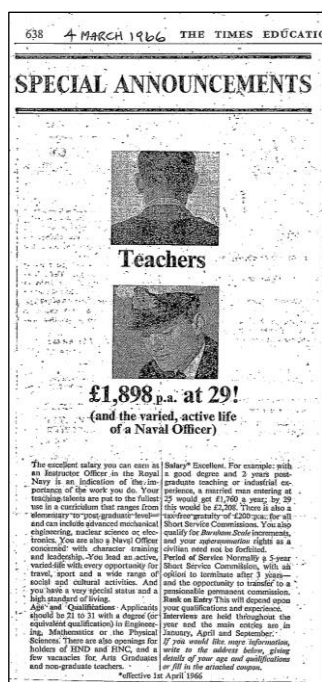 638 4 MARCH 1966 THE TIMES EDUCATIO
SPECIAL ANNOUNCEMENTS
Teachers
£1,898 p.a. at 29!
(and the varied, active life
of a Naval Officer)
The excellent salary you can earn as
an Instructor Officer in the Royal
Navy is an indication of the im-
portance of the work you do. Your
teaching talents are put to the fullest
use in a curriculum that ranges from
elementary to post-graduate level
and can include advanced mechanical
engineering, nuclear science or elec-
tronics. You are also a Naval Officer
concerned with character training
and leadership. You lead an active,
varied life with every opportunity for
travel, sport and a wide range of
social and cultural activities. And
you have a very special status and a
high standard of living.
Age and Qualifications Applicants
should be 21 to 31 with a degree (or
equivalent qualification) in Engineer-
ing, Mathematics or the Physical
Sciences. There are also openings for
holders of HND and HNC, and a
few vacancies for Arts Graduates
and non-graduate teachers.
Salary* Excellent. For example: with
a good degree and 2 years post-
graduate teaching or industrial ex-
perience, a married man entering at
25 would get £1,760 a year; by 29
this would be £2,208. There is also a
tax-free gratuity of £200 p.a. for all
Short Service Commissions. You also
qualify for Burnham Scale increments,
and your superannuation rights as a
civilian need not be forfeited.
Period of Service Normally a 5-year
Short Service Commission, with an
option to terminate after 3 years—
and the opportunity to transfer to a
pensionable permanent commission.
Rank on Entry This will depend upon
your qualifications and experience.
Interviews are held throughout the
year and the main entries are in
January, April and September.
If you would like more information,
write to the address below, giving
details of your age and qualifications
or fill in the attached coupon.
*effective 1st April 1966